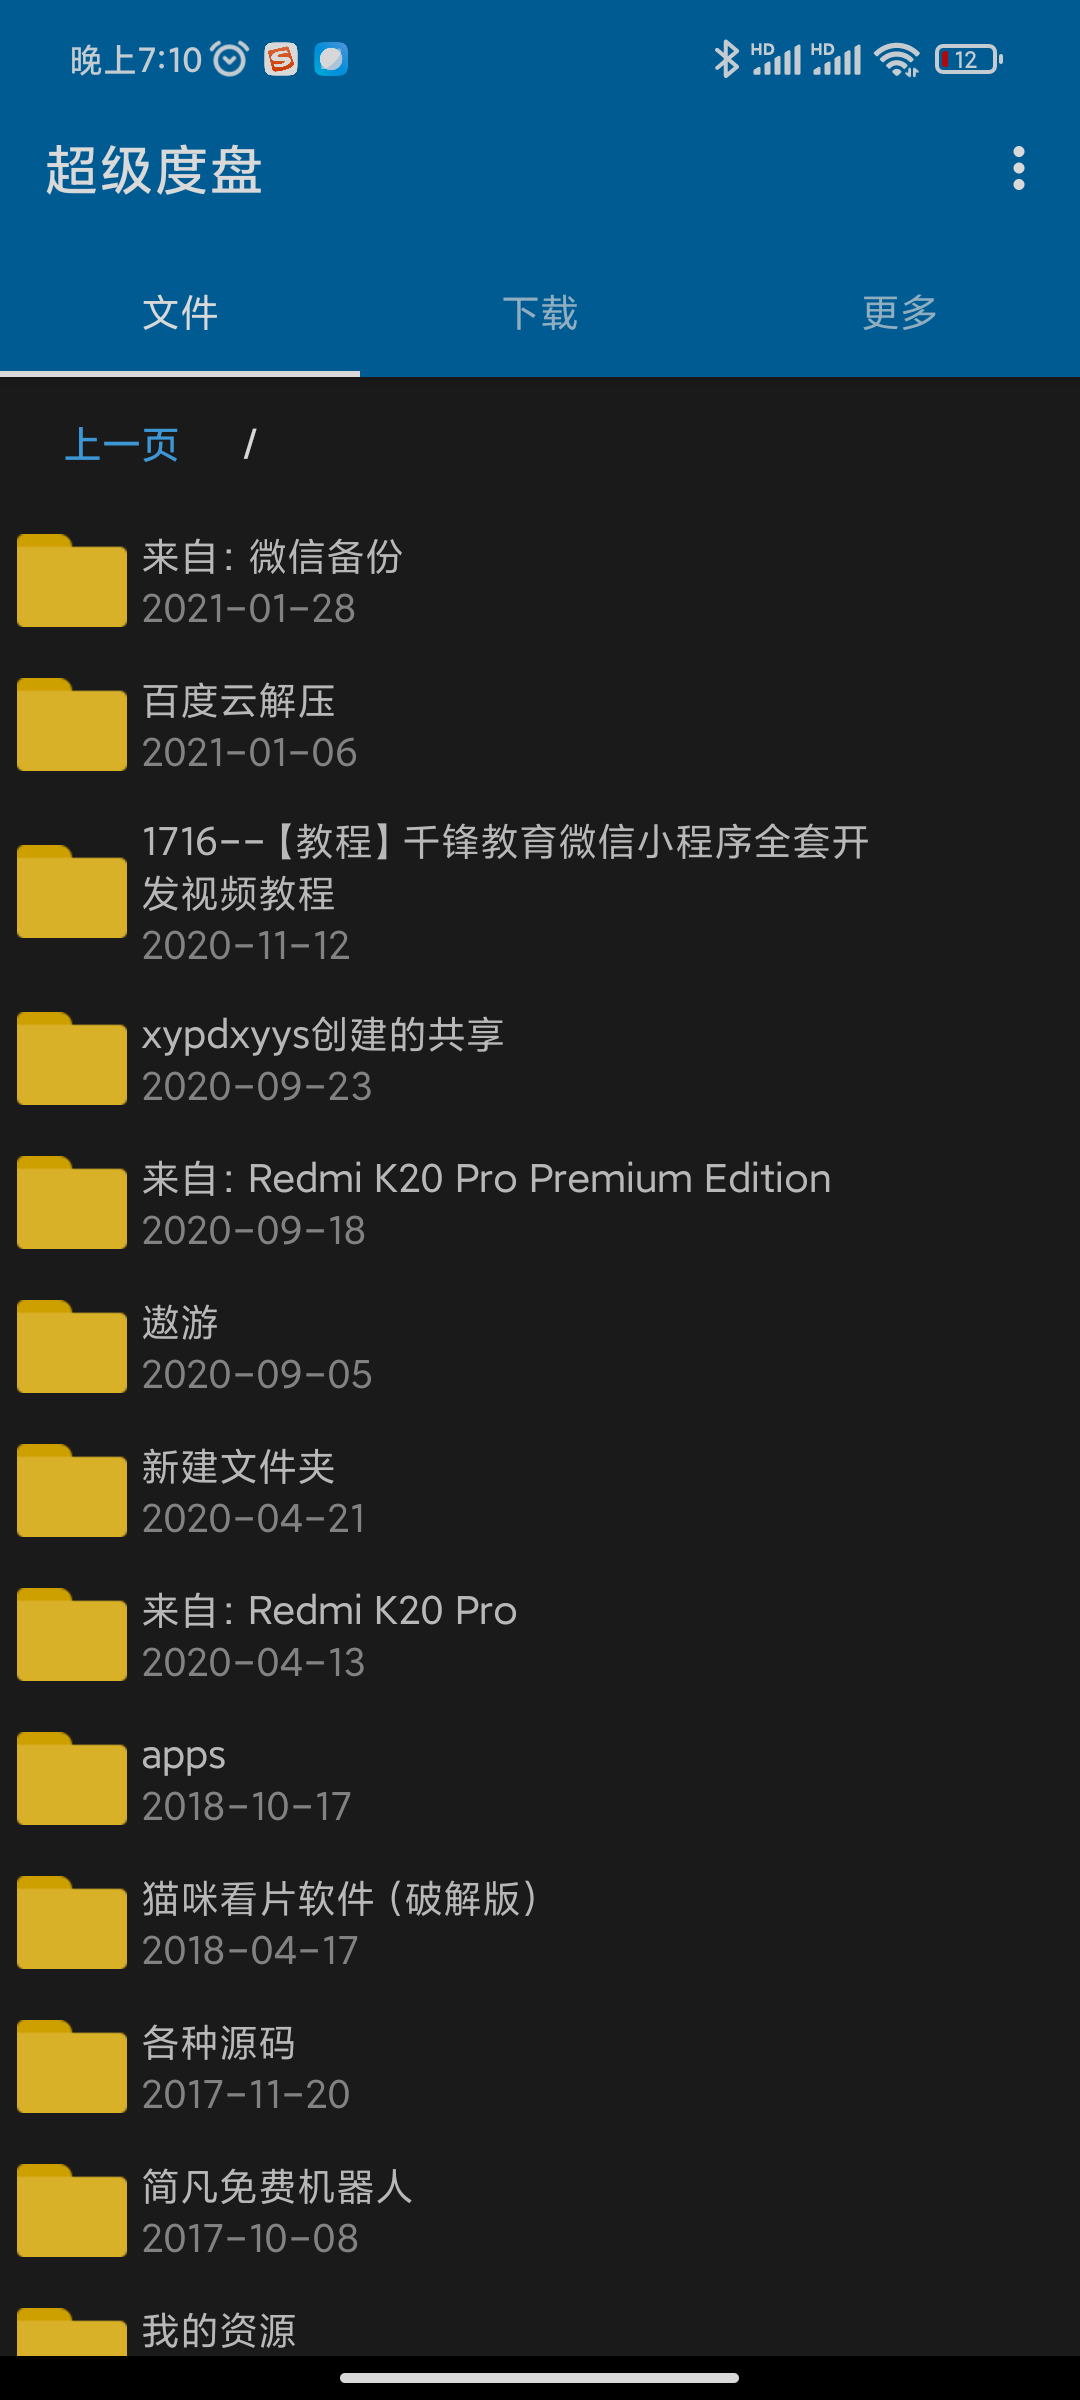 晚上7:10
HD HD 12
超级度盘
文件 下载 更多
上一页 /
来自：微信备份
2021-01-28
百度云解压
2021-01-06
1716--【教程】千锋教育微信小程序全套开
发视频教程
2020-11-12
xypdxyys创建的共享
2020-09-23
来自：Redmi K20 Pro Premium Edition
2020-09-18
遨游
2020-09-05
新建文件夹
2020-04-21
来自：Redmi K20 Pro
2020-04-13
apps
2018-10-17
猫咪看片软件（破解版）
2018-04-17
各种源码
2017-11-20
简凡免费机器人
2017-10-08
我的资源